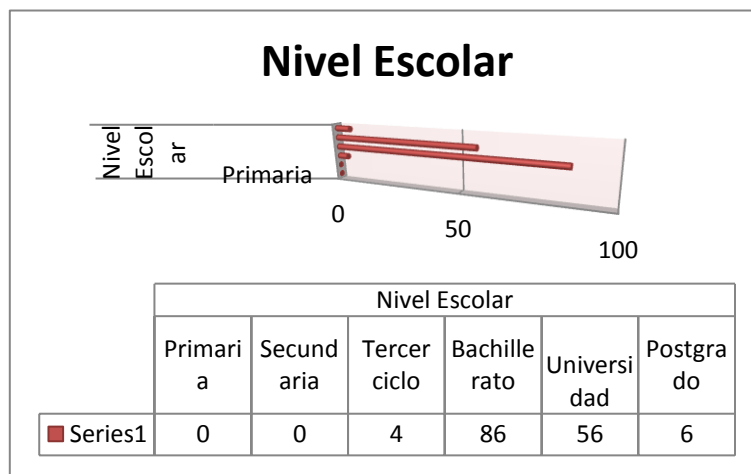 Nivel Escolar
Nivel
Escol
ar
Primaria
0
50
100
Nivel Escolar
Primari
a
Secund
aria
Tercer
ciclo
Bachille
rato
Universi
dad
Postgra
do
Series1 0 0 4 86 56 6